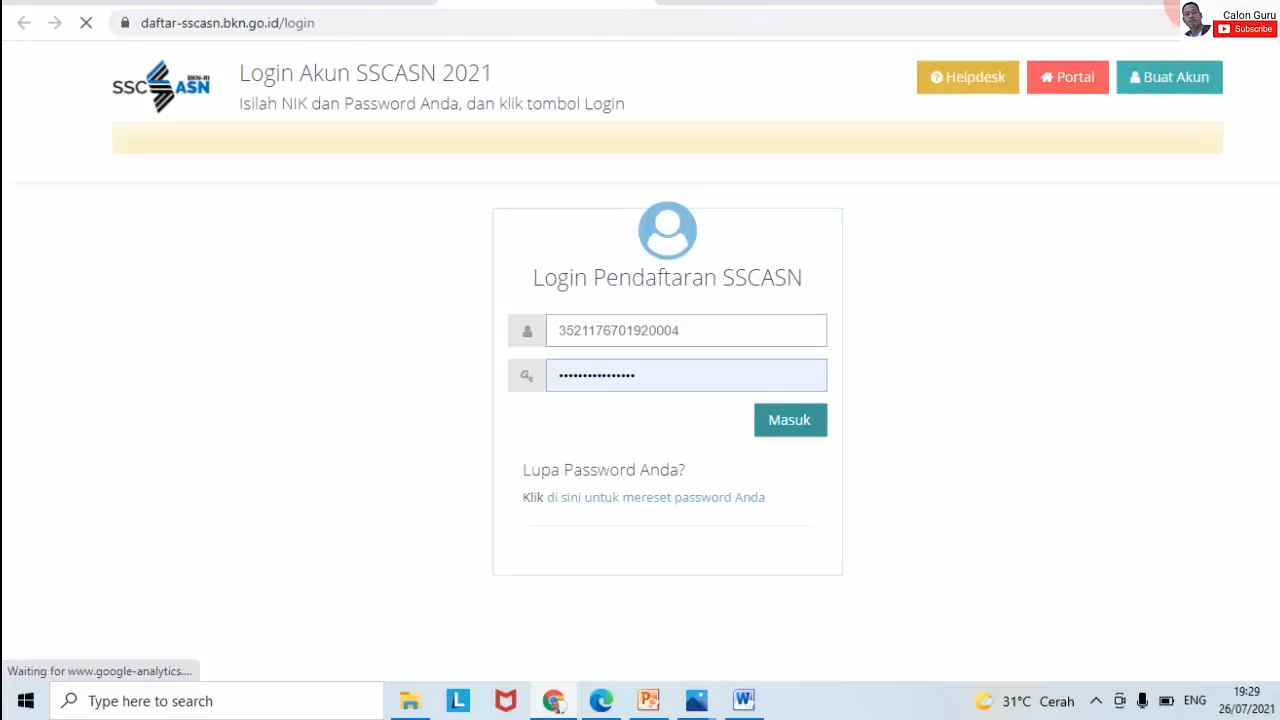 daftar-sscasn.bkn.go.id/login
Calon Guru
Subscribe
SSCASN
BKN-RI
Login Akun SSCASN 2021
Isilah NIK dan Password Anda, dan klik tombol Login
Helpdesk
Portal
Buat Akun
Login Pendaftaran SSCASN
3521176701920004
••••••••••••••••
Masuk
Lupa Password Anda?
Klik di sini untuk mereset password Anda
Waiting for www.google-analytics....
Type here to search
31°C Cerah
ENG
19:29
26/07/2021